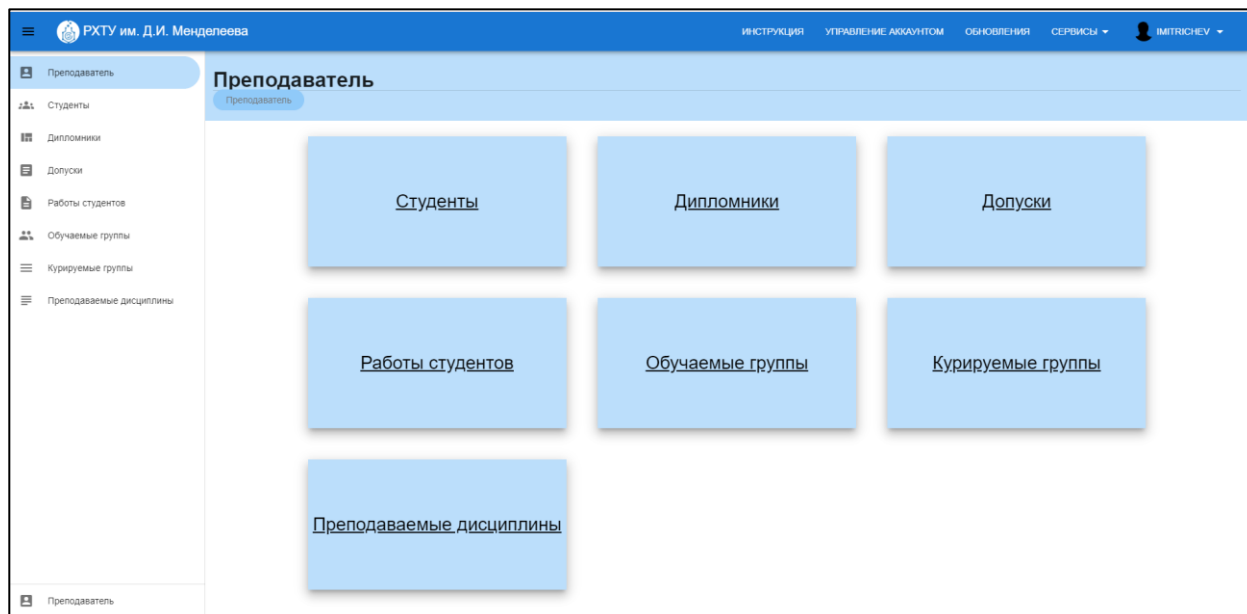 РХТУ им. Д.И. Менделеева
ИНСТРУКЦИЯ УПРАВЛЕНИЕ АККАУНТОМ ОБНОВЛЕНИЯ СЕРВИСЫ IMITRICHEV
Преподаватель
Студенты
Дипломники
Допуски
Работы студентов
Обучаемые группы
Курируемые группы
Преподаваемые дисциплины
Преподаватель
Преподаватель
Преподаватель
Студенты Дипломники Допуски
Работы студентов Обучаемые группы Курируемые группы
Преподаваемые дисциплины